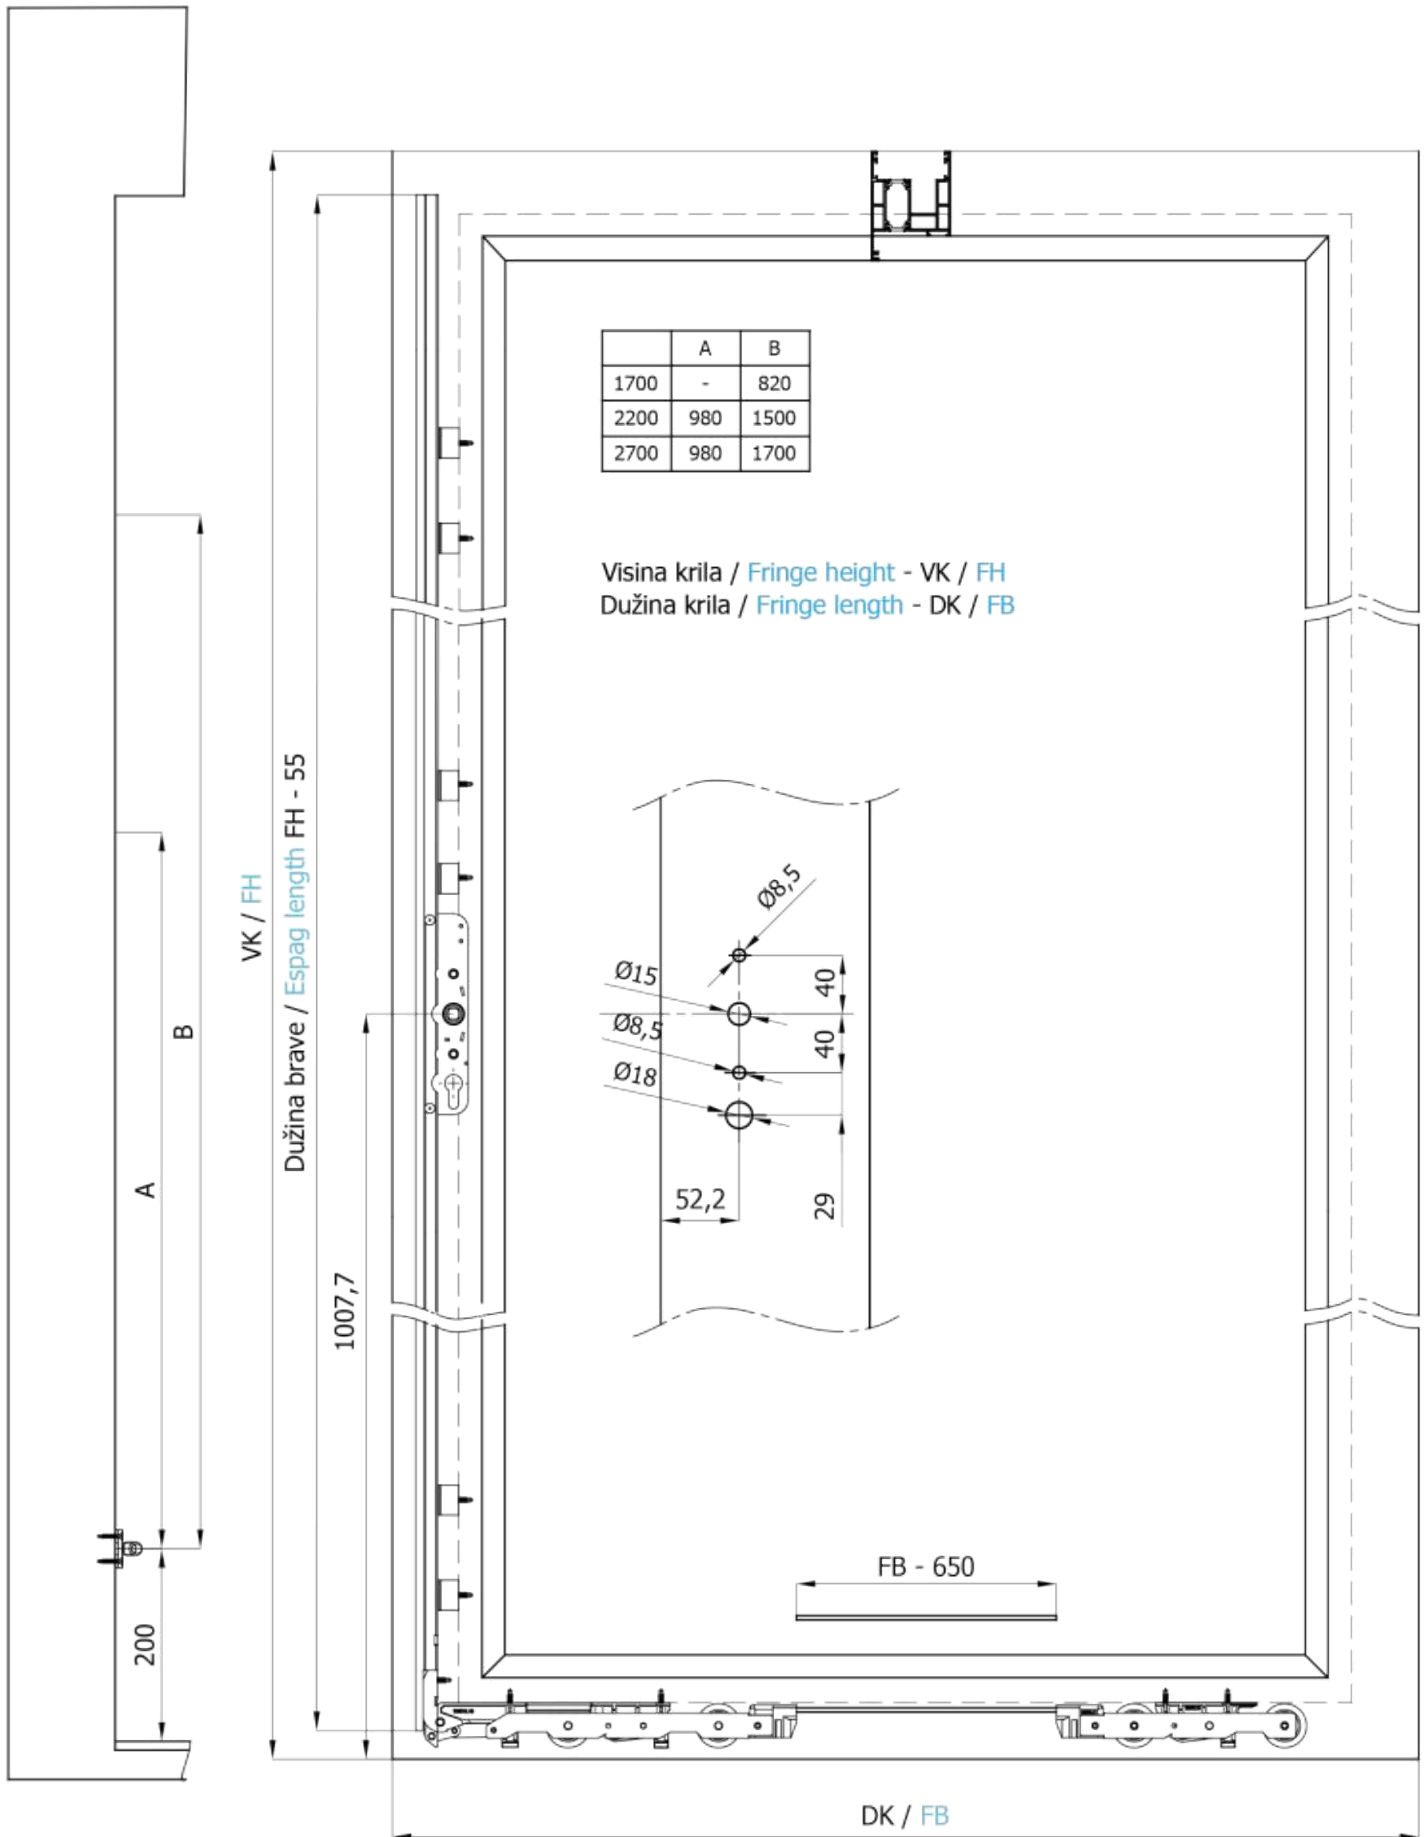 A B
1700 - 820
2200 980 1500
2700 980 1700
Visina krila / Fringe height - VK / FH
Dužina krila / Fringe length - DK / FB
VK / FH
Dužina brave / Espag length FH - 55
B
A
200
1007,7
Ø8,5
Ø15
40
Ø8,5
40
Ø18
52,2
29
FB - 650
DK / FB